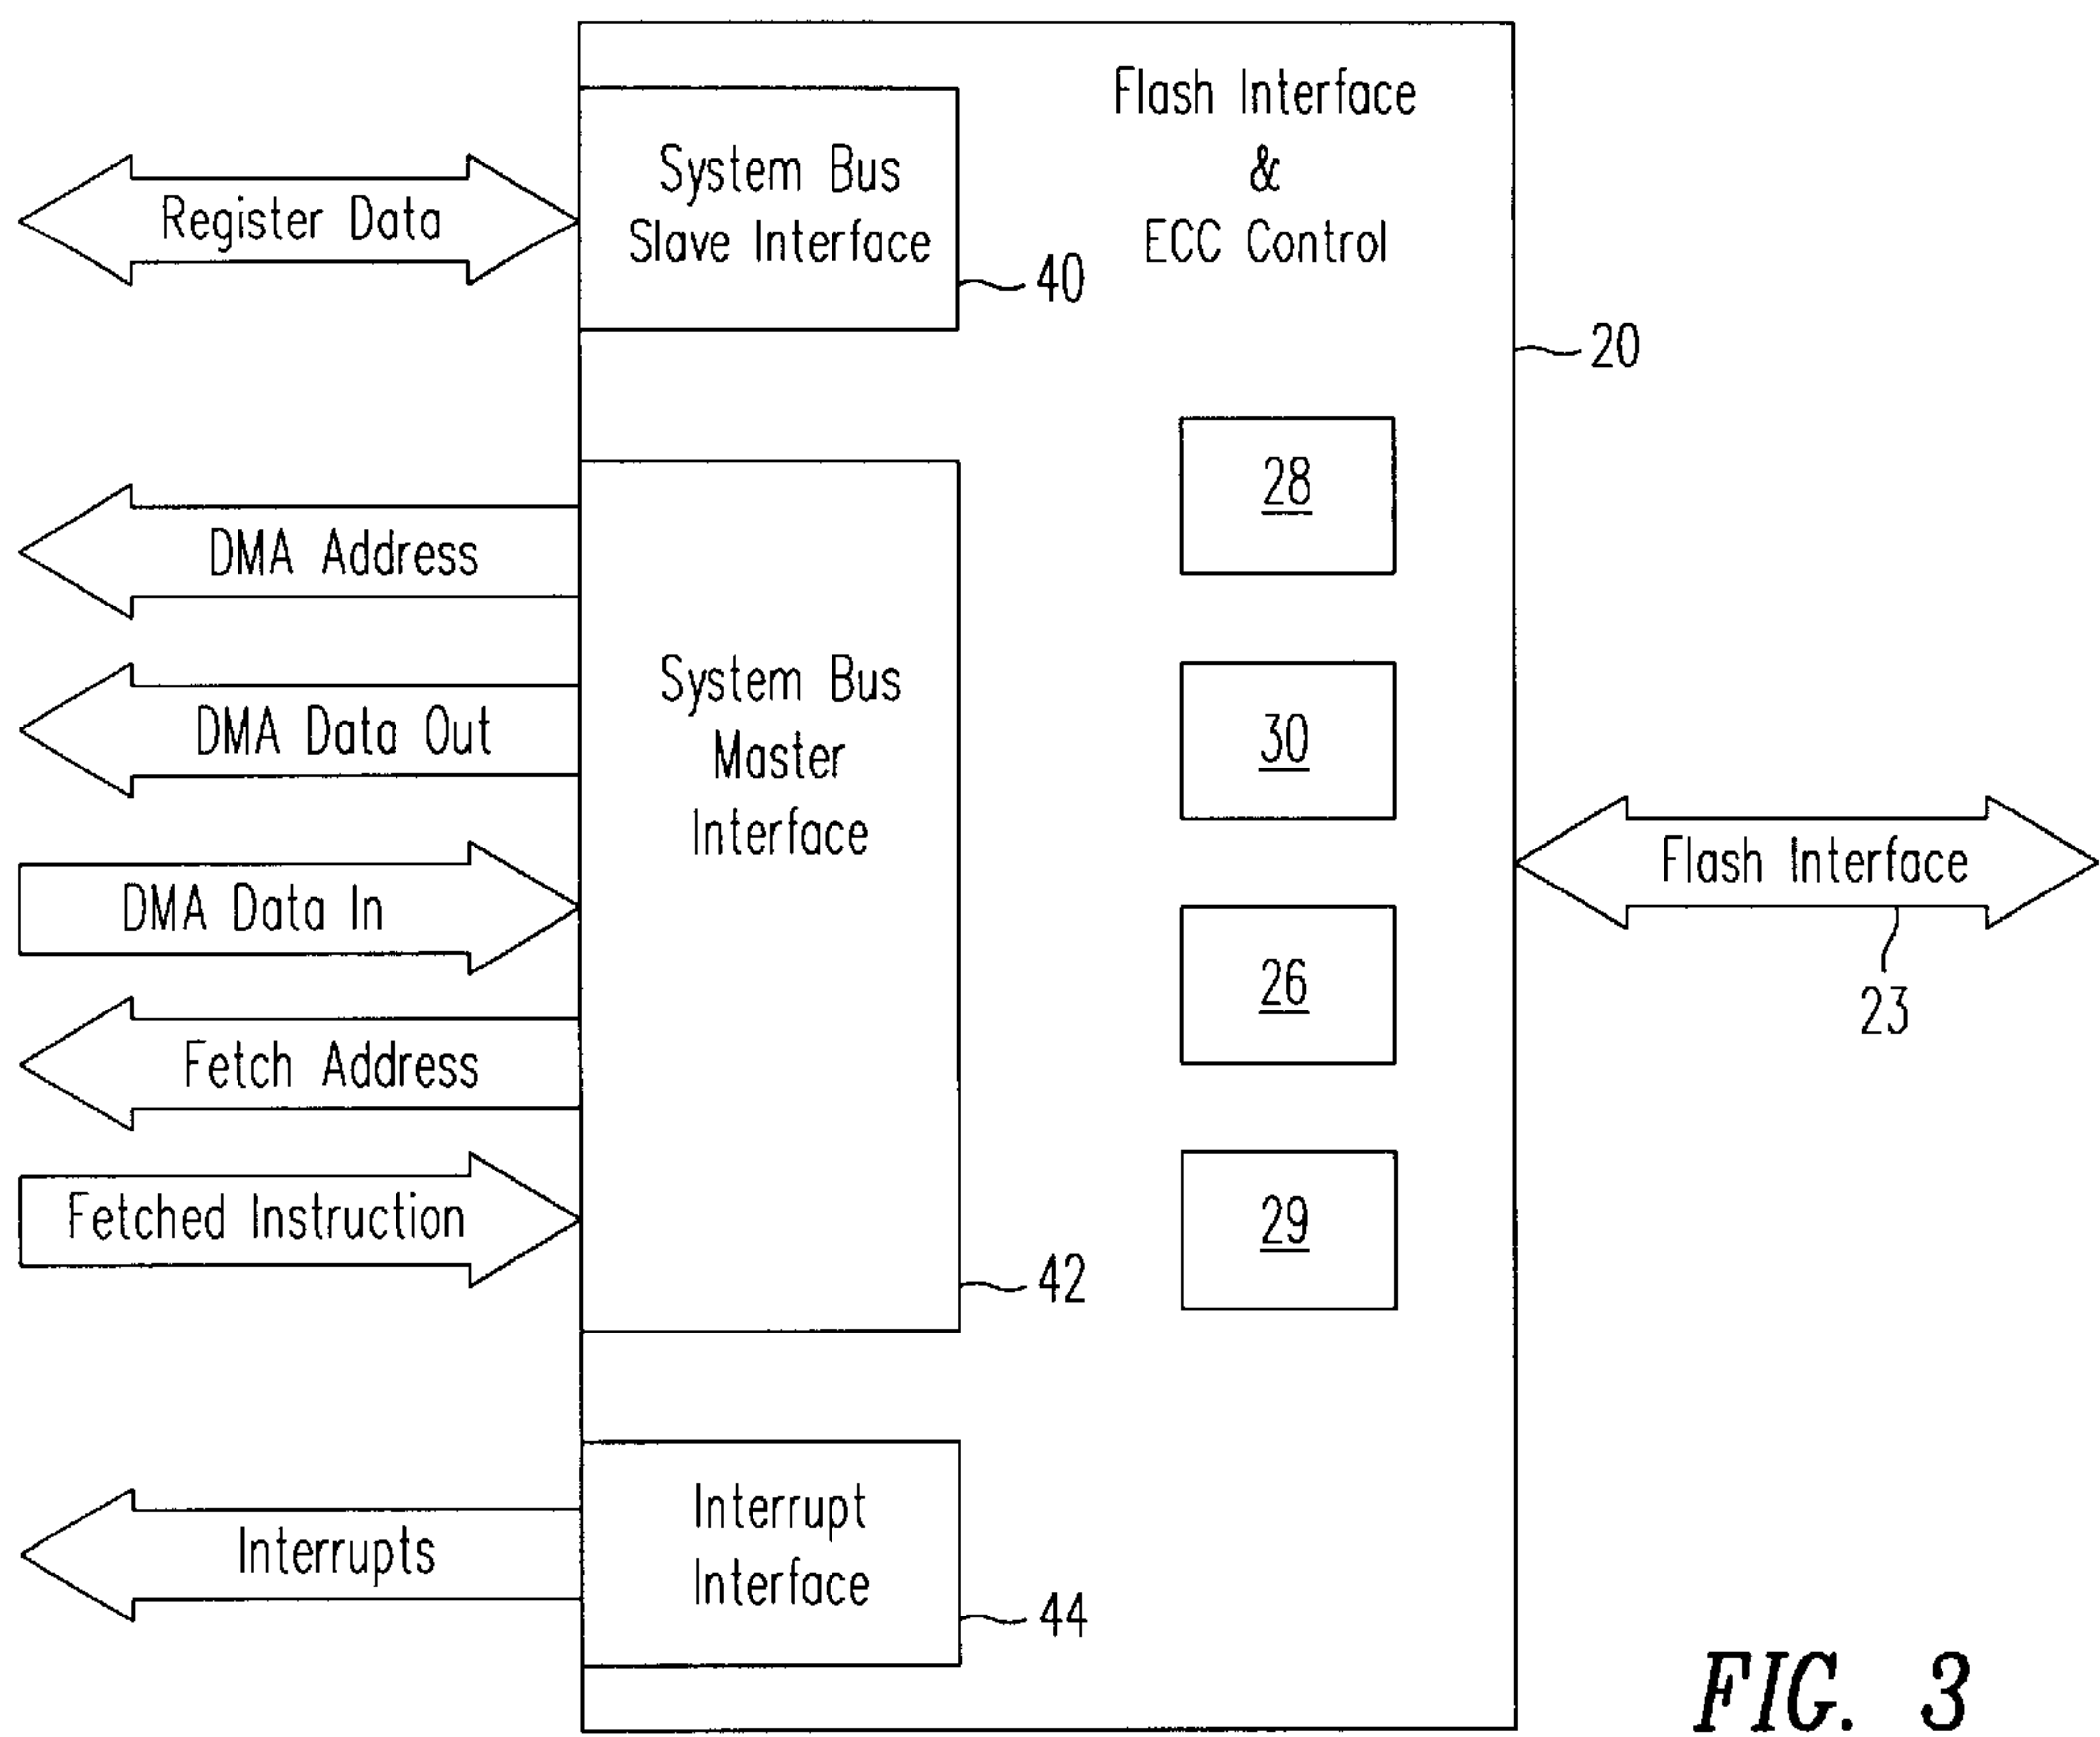 Flash Interface
&
ECC Control
System Bus
Slave Interface
Register Data
40
20
28
DMA Address
System Bus
Master
Interface
DMA Data Out
30
Flash Interface
23
DMA Data In
26
Fetch Address
Fetched Instruction
29
42
Interrupt
Interface
Interrupts
44
FIG. 3